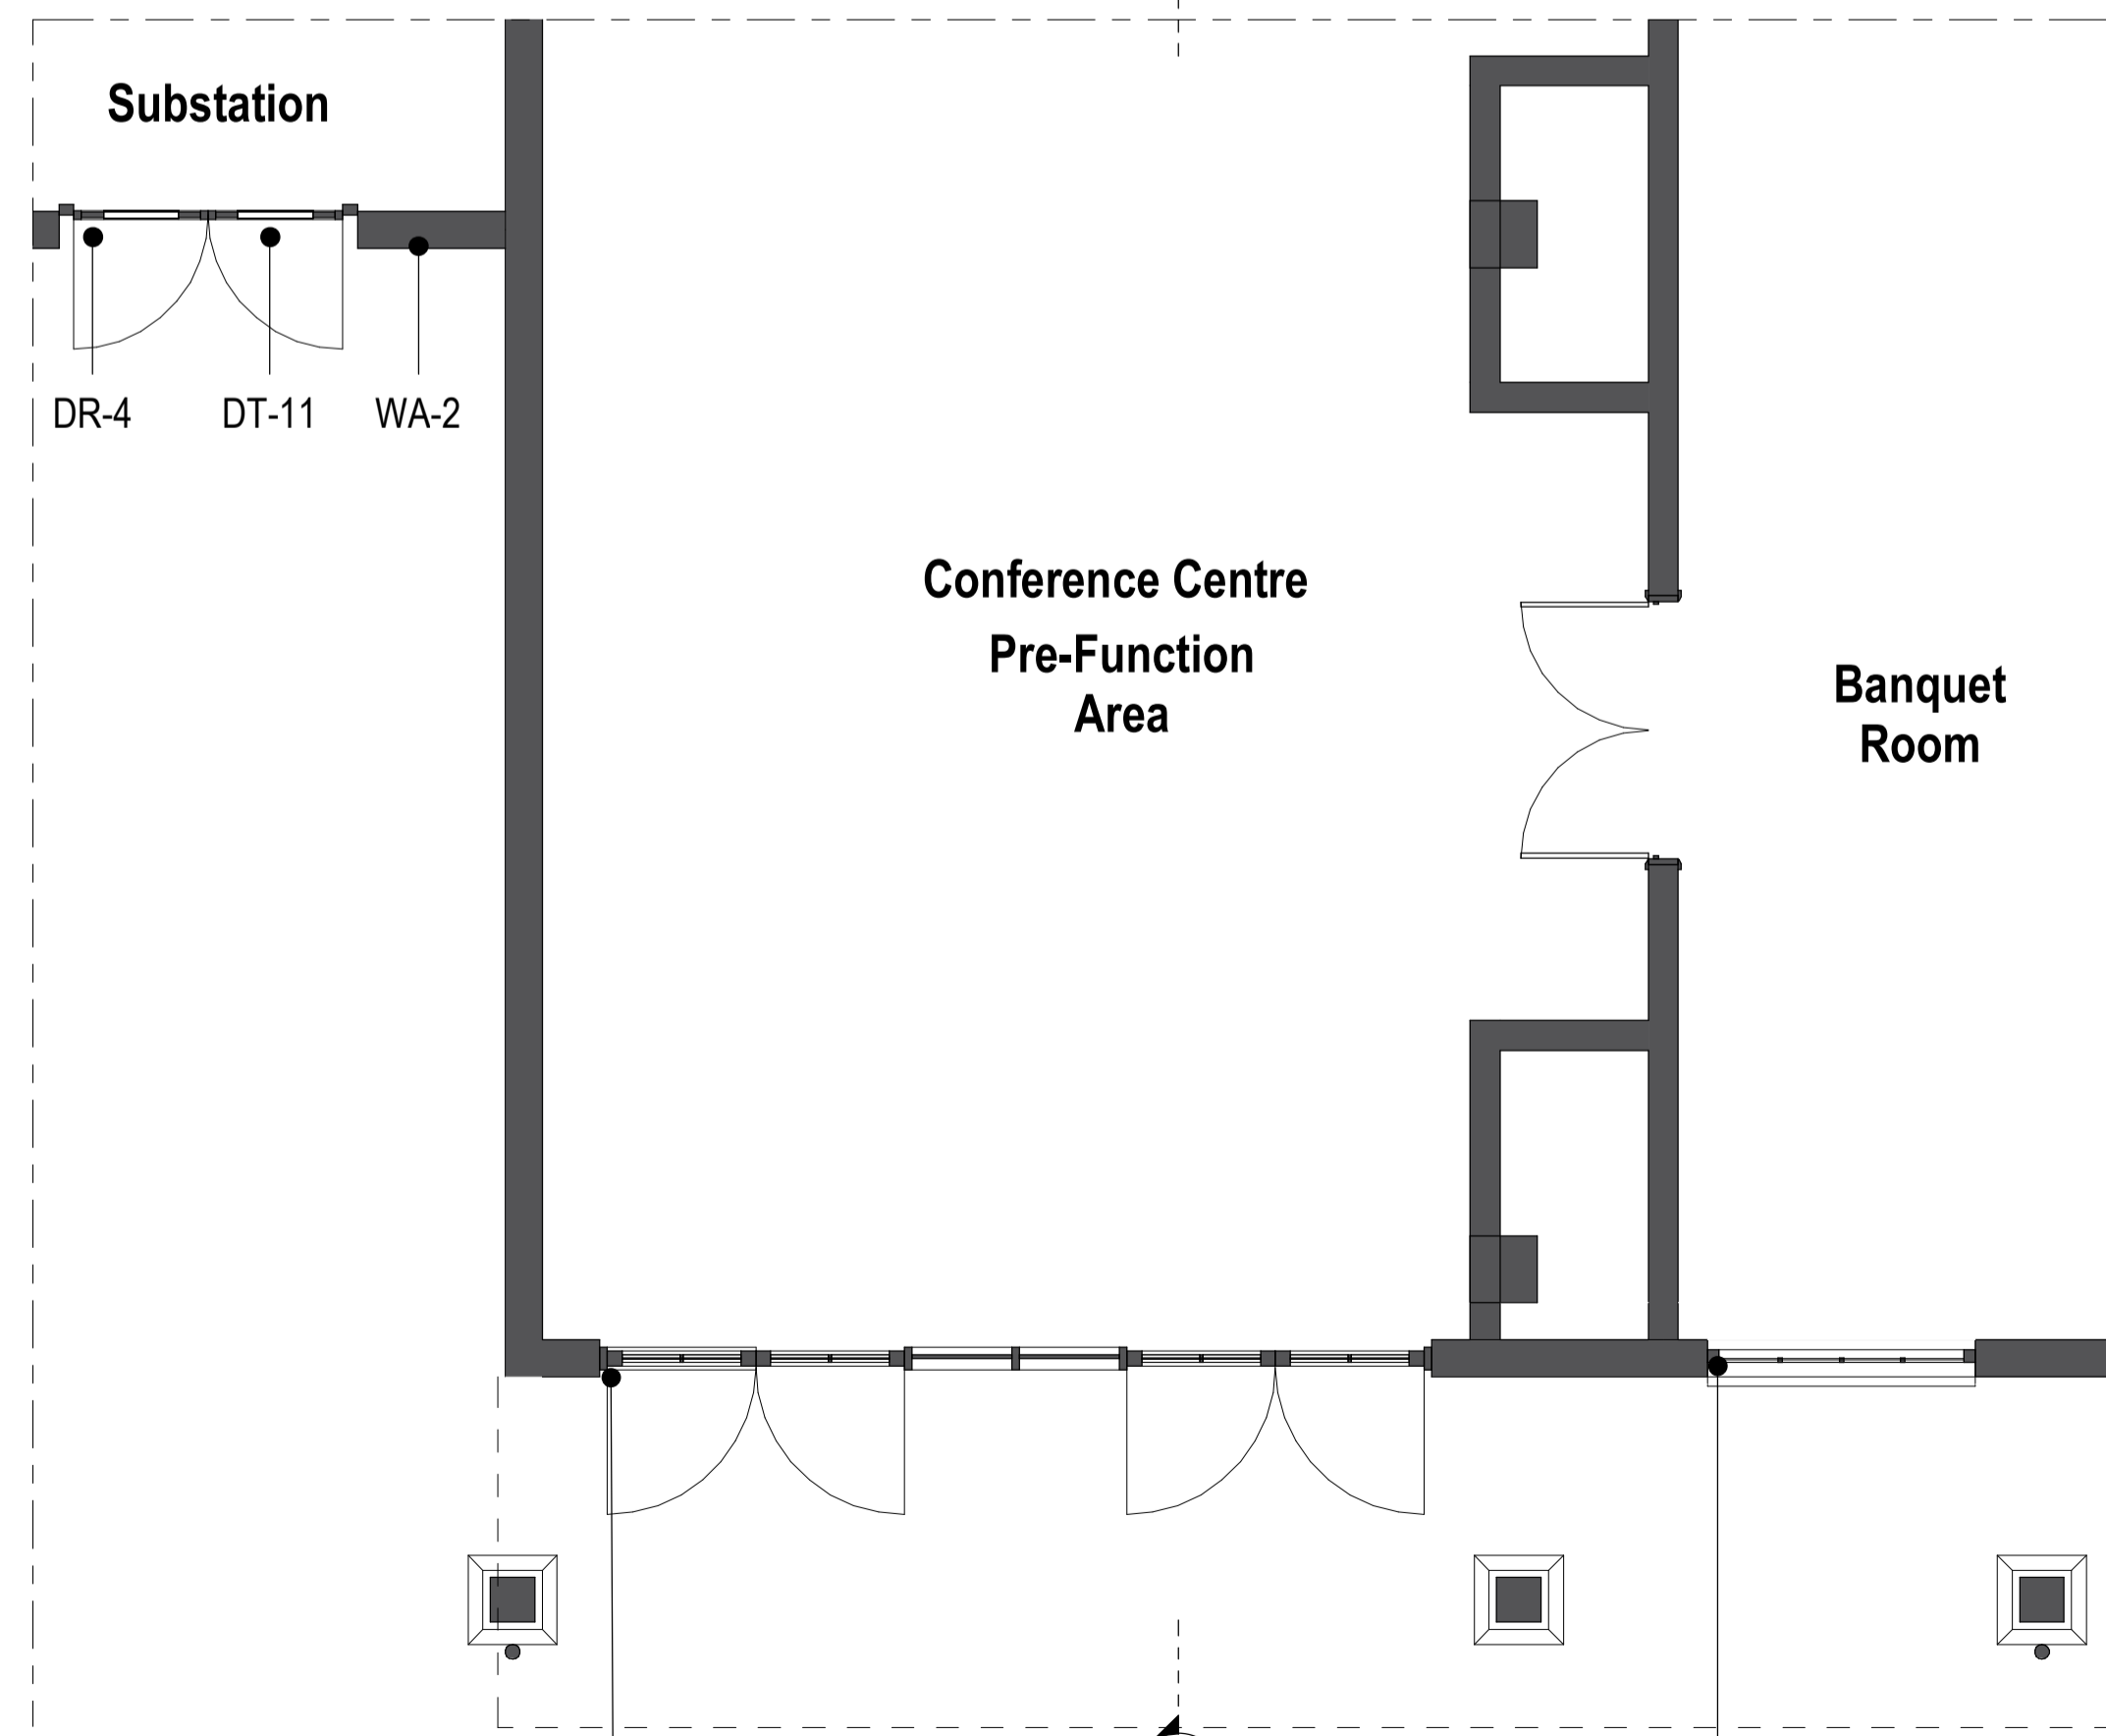 Substation
DR-4
DT-11
WA-2
Conference Centre
Pre-Function
Area
Banquet
Room